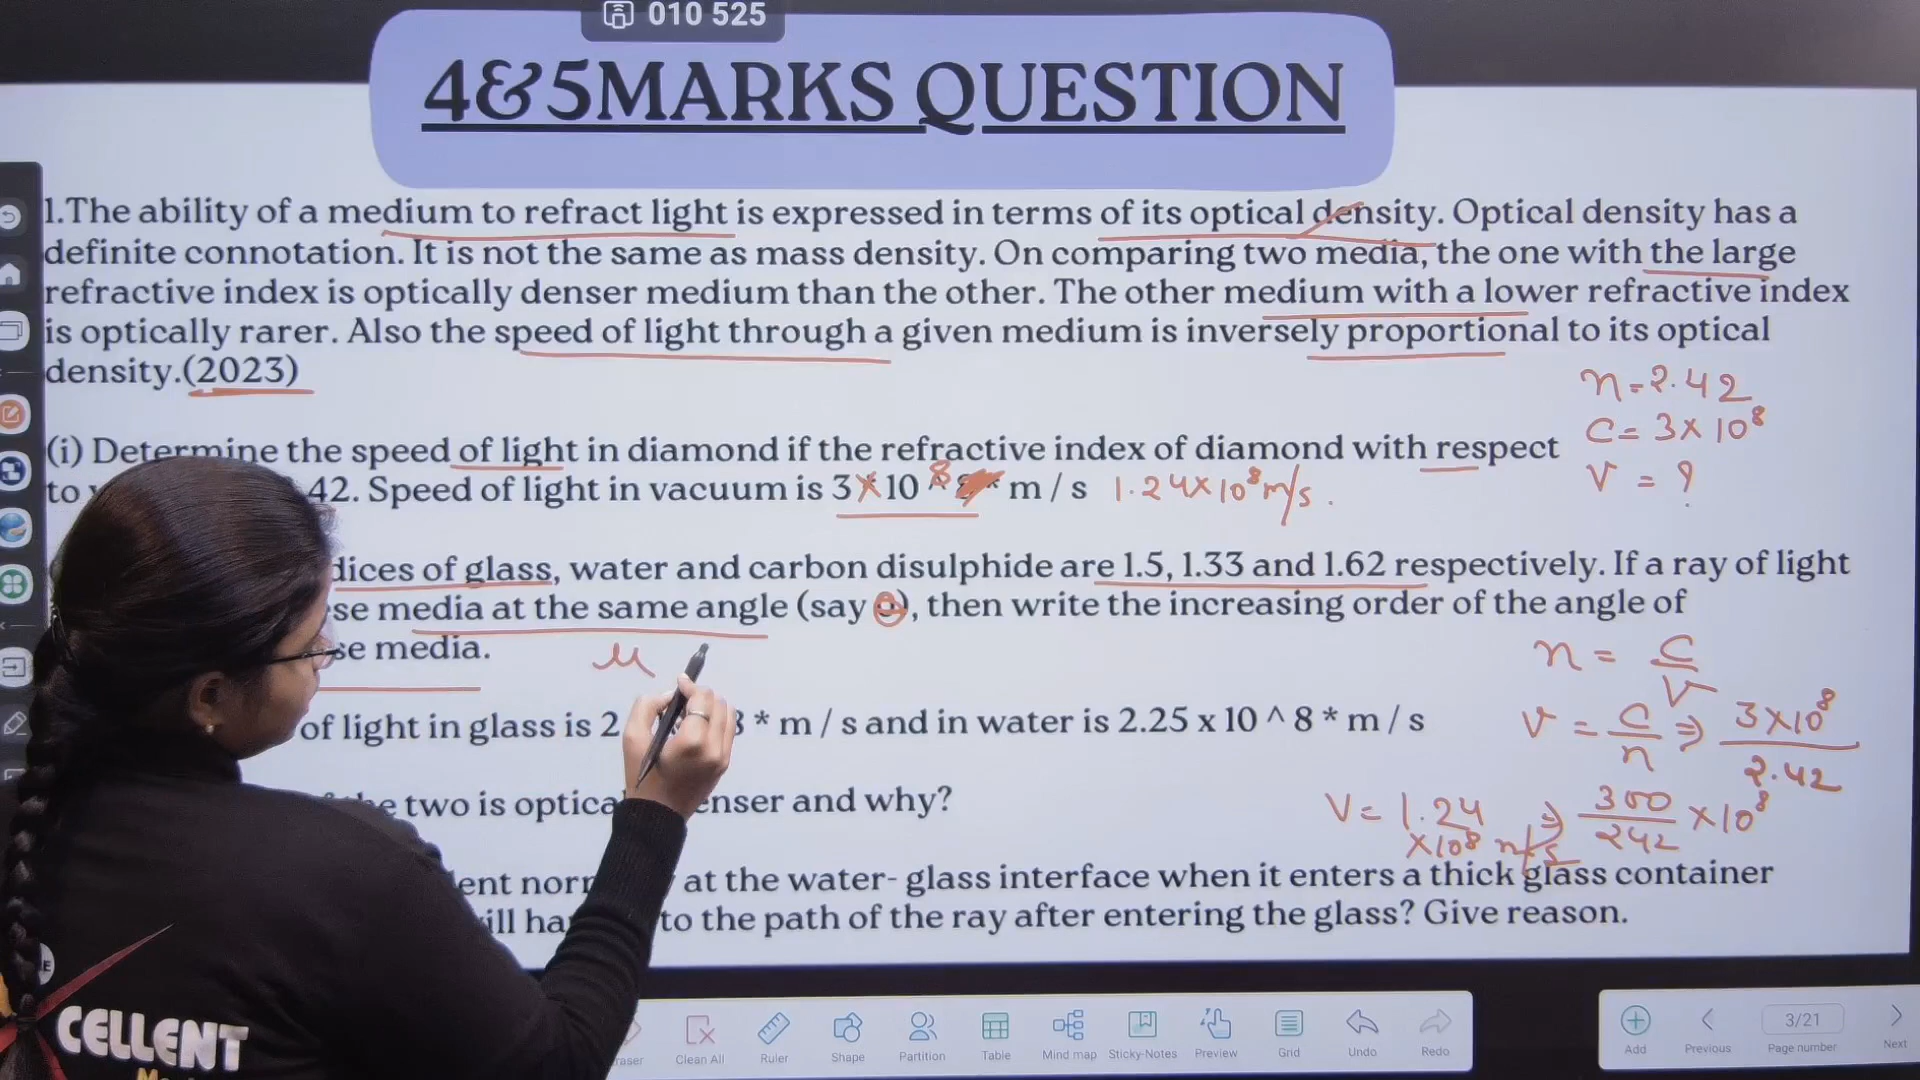 010 525
4&5MARKS QUESTION
1.The ability of a medium to refract light is expressed in terms of its optical density. Optical density has a
definite connotation. It is not the same as mass density. On comparing two media, the one with the large
refractive index is optically denser medium than the other. The other medium with a lower refractive index
is optically rarer. Also the speed of light through a given medium is inversely proportional to its optical
density.(2023)
n=2.42
C= 3×10⁸
V = ?
(i) Determine the speed of light in diamond if the refractive index of diamond with respect
to 42. Speed of light in vacuum is 3×10 ^ 8 * m / s 1.24×10⁸ m/s.
dices of glass, water and carbon disulphide are 1.5, 1.33 and 1.62 respectively. If a ray of light
se media at the same angle (say θ), then write the increasing order of the angle of
se media.
μ
n = C/V
of light in glass is 2 8 * m / s and in water is 2.25 x 10 ^ 8 * m / s
V = C/n ⇒ 3×10⁸/2.42
the two is optica enser and why?
V= 1.24 ×10⁸ m/s ⇒ 300/242 ×10⁸
ent nor at the water- glass interface when it enters a thick glass container
ill ha to the path of the ray after entering the glass? Give reason.
CELLENT
raser
Clean All
Ruler
Shape
Partition
Table
Mind map
Sticky-Notes
Preview
Grid
Undo
Redo
Add
Previous
3/21
Page number
Next